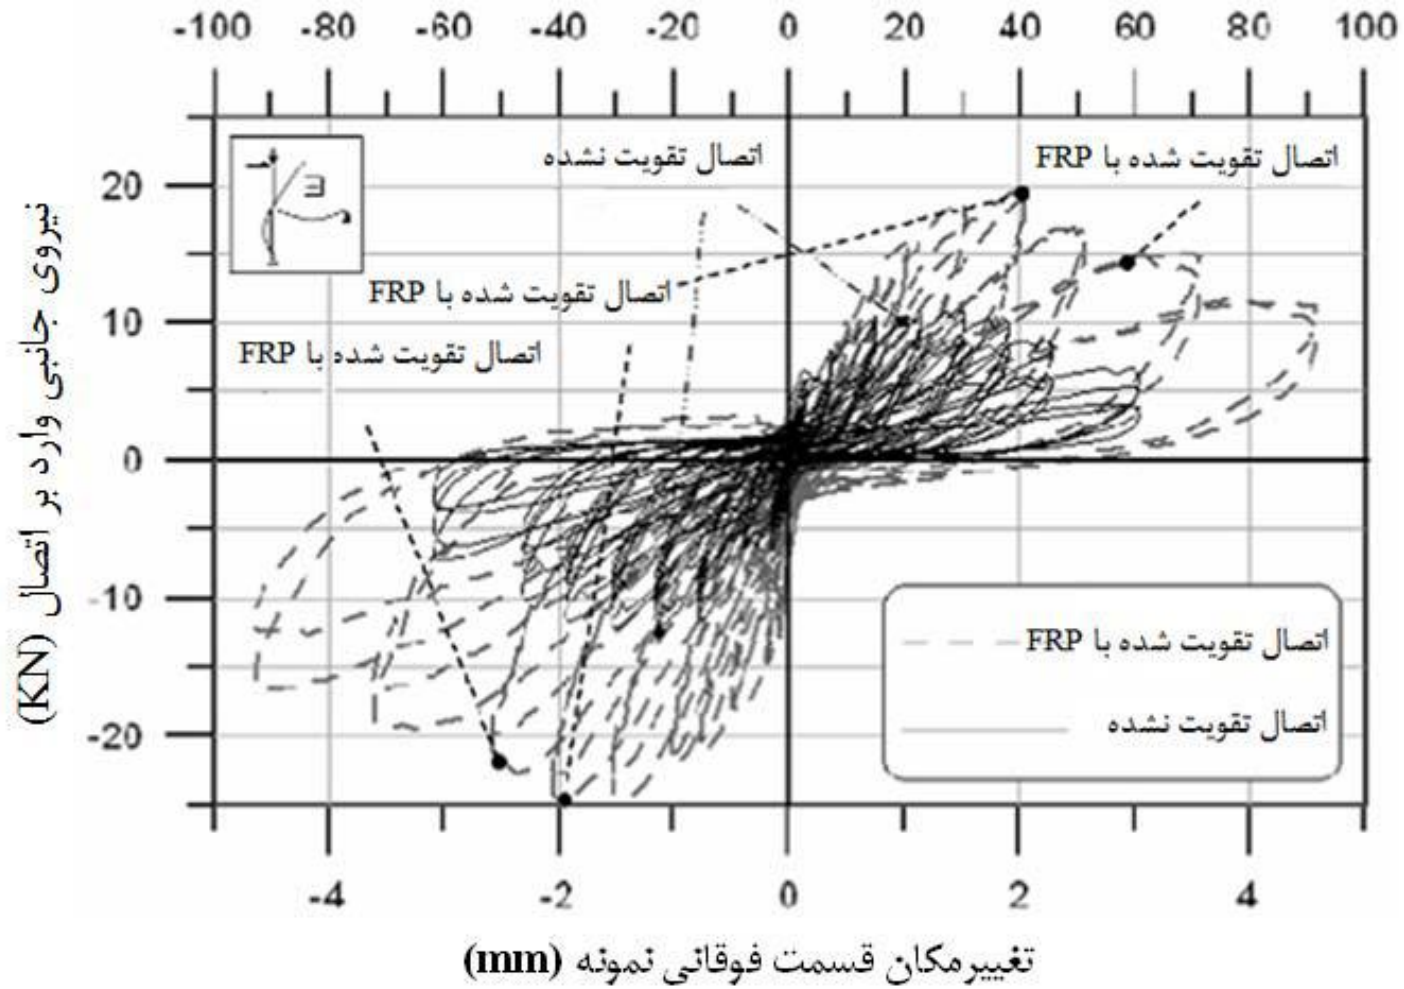 -100 -80 -60 -40 -20 0 20 40 60 80 100
اتصال تقویت نشده
اتصال تقویت شده با FRP
20
اتصال تقویت شده با FRP
10
اتصال تقویت شده با FRP
0
-10
-20
اتصال تقویت شده با FRP
اتصال تقویت نشده
-4 -2 0 2 4
تغییرمکان قسمت فوقانی نمونه (mm)
نیروی جانبی وارد بر اتصال (KN)